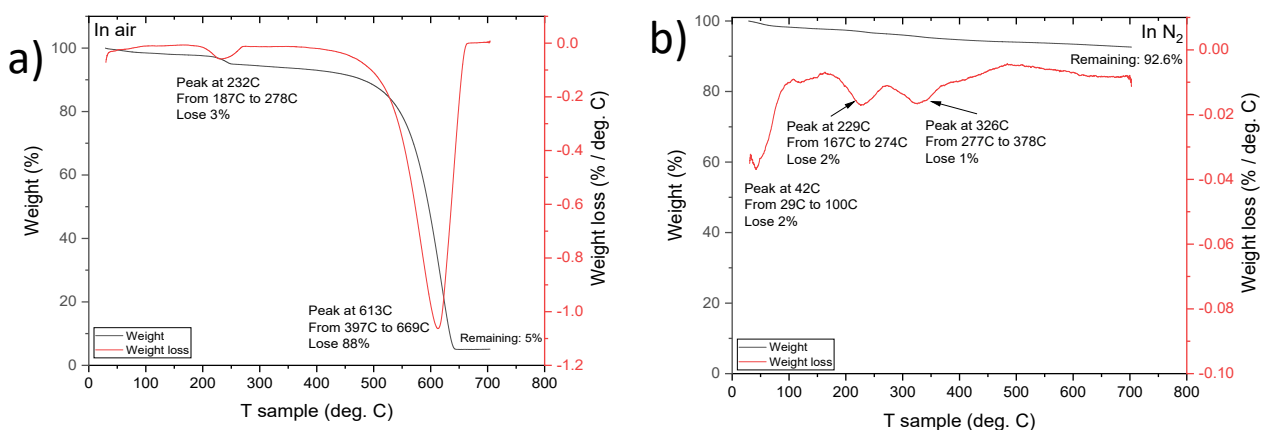 a)
In air
Peak at 232C
From 187C to 278C
Lose 3%
Peak at 613C
From 397C to 669C
Lose 88%
Remaining: 5%
Weight
Weight loss
Weight (%)
100
80
60
40
20
0
0.0
-0.2
-0.4
-0.6
-0.8
-1.0
-1.2
Weight loss (% / deg. C)
0 100 200 300 400 500 600 700 800
T sample (deg. C)
b)
In N2
Remaining: 92.6%
Peak at 229C
From 167C to 274C
Lose 2%
Peak at 326C
From 277C to 378C
Lose 1%
Peak at 42C
From 29C to 100C
Lose 2%
Weight
Weight loss
Weight (%)
100
80
60
40
20
0
0.00
-0.02
-0.04
-0.06
-0.08
-0.10
Weight loss (% / deg. C)
0 100 200 300 400 500 600 700 800
T sample (deg. C)